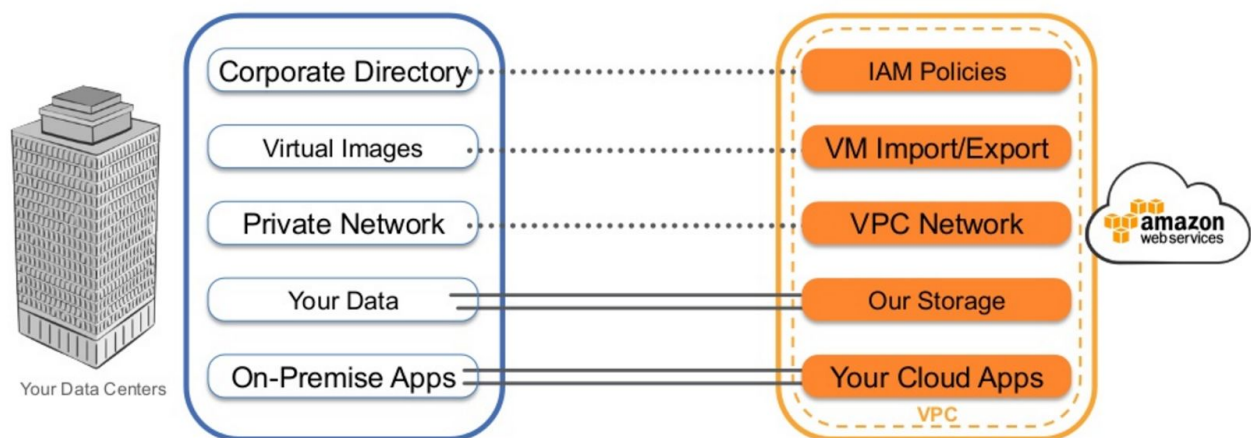 Corporate Directory
IAM Policies
Virtual Images
VM Import/Export
Private Network
VPC Network
amazon
webservices
Your Data
Our Storage
On-Premise Apps
Your Cloud Apps
Your Data Centers
VPC